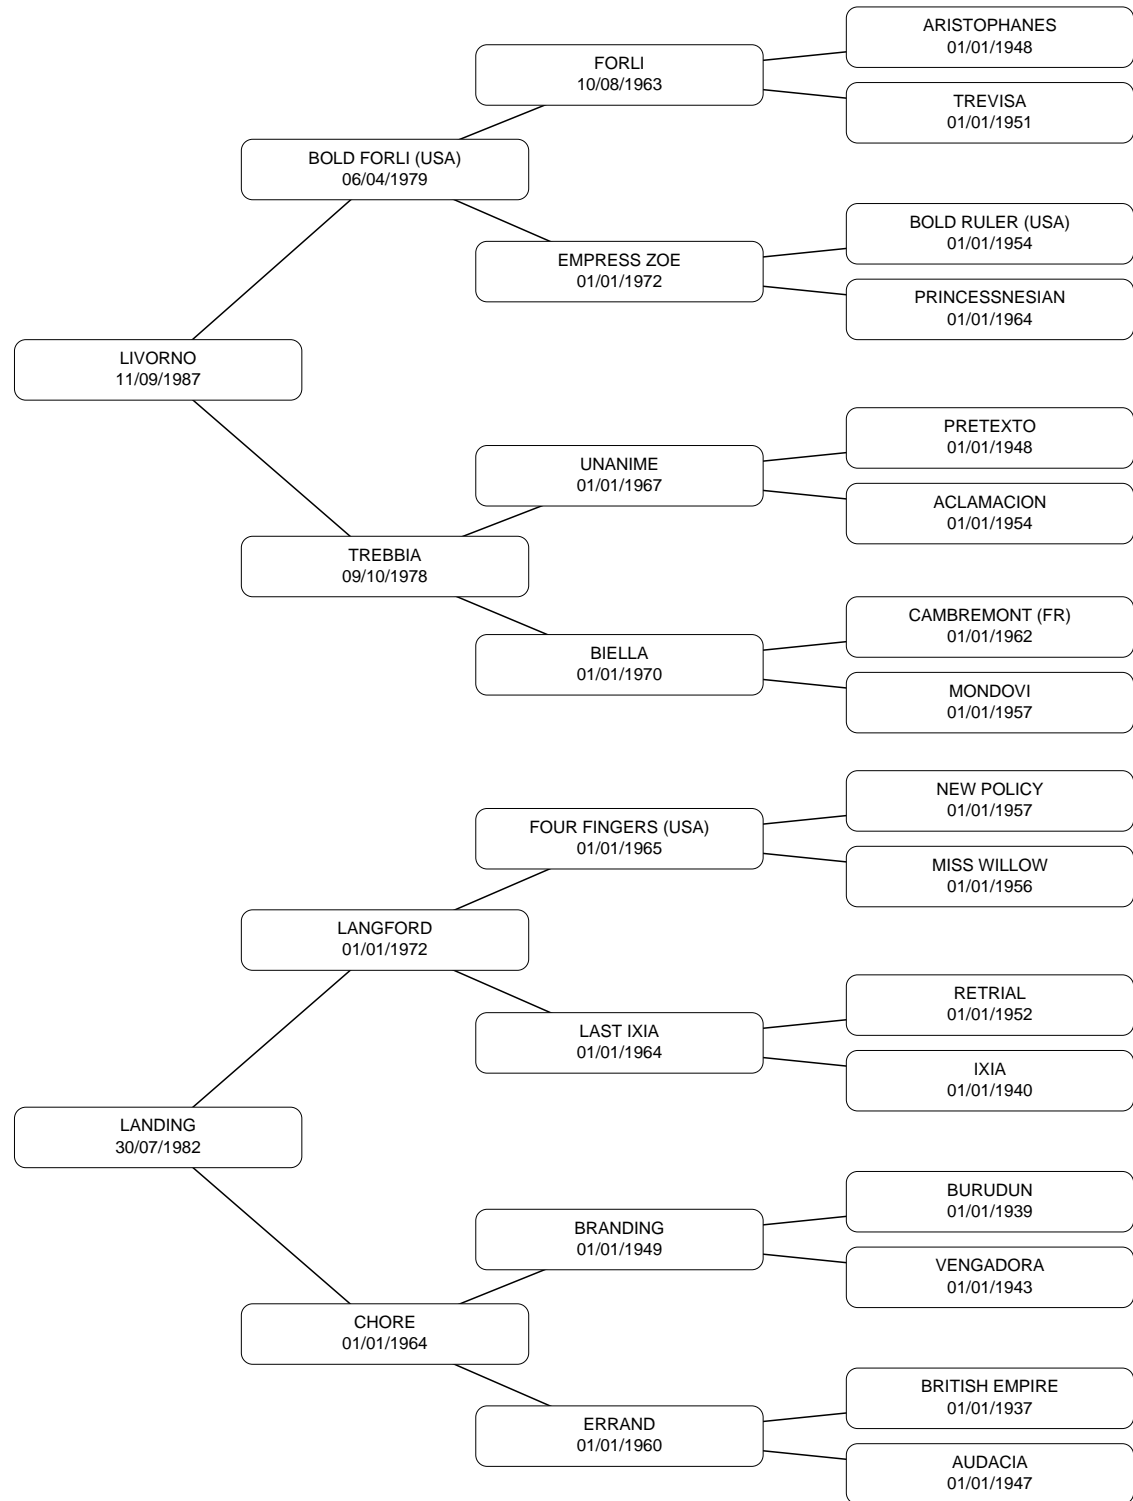 ARISTOPHANES
01/01/1948
FORLI
10/08/1963
TREVISA
01/01/1951
BOLD FORLI (USA)
06/04/1979
BOLD RULER (USA)
01/01/1954
EMPRESS ZOE
01/01/1972
PRINCESSNESIAN
01/01/1964
LIVORNO
11/09/1987
PRETEXTO
01/01/1948
UNANIME
01/01/1967
ACLAMACION
01/01/1954
TREBBIA
09/10/1978
CAMBREMONT (FR)
01/01/1962
BIELLA
01/01/1970
MONDOVI
01/01/1957
NEW POLICY
01/01/1957
FOUR FINGERS (USA)
01/01/1965
MISS WILLOW
01/01/1956
LANGFORD
01/01/1972
RETRIAL
01/01/1952
LAST IXIA
01/01/1964
IXIA
01/01/1940
LANDING
30/07/1982
BURUDUN
01/01/1939
BRANDING
01/01/1949
VENGADORA
01/01/1943
CHORE
01/01/1964
BRITISH EMPIRE
01/01/1937
ERRAND
01/01/1960
AUDACIA
01/01/1947